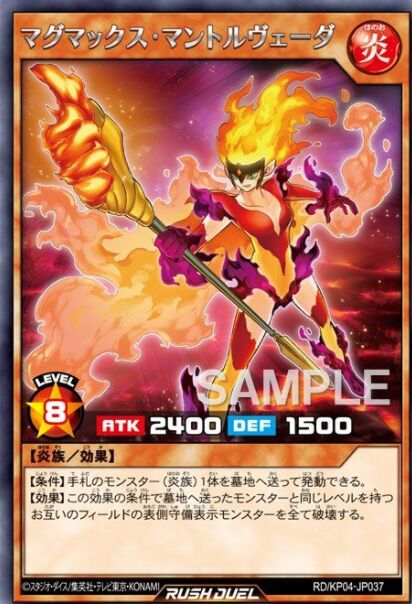 マグマックス・マントルヴェーダ
ほのお
炎
SAMPLE
LEVEL
8
ATK 2400 DEF 1500
【炎族/効果】
【条件】手札のモンスター(炎族)1体を墓地へ送って発動できる。
【効果】この効果の条件で墓地へ送ったモンスターと同じレベルを持つ
お互いのフィールドの表側守備表示モンスターを全て破壊する。
©スタジオ・ダイス/集英社・テレビ東京・KONAMI
RUSH DUEL
RD/KP04-JP037